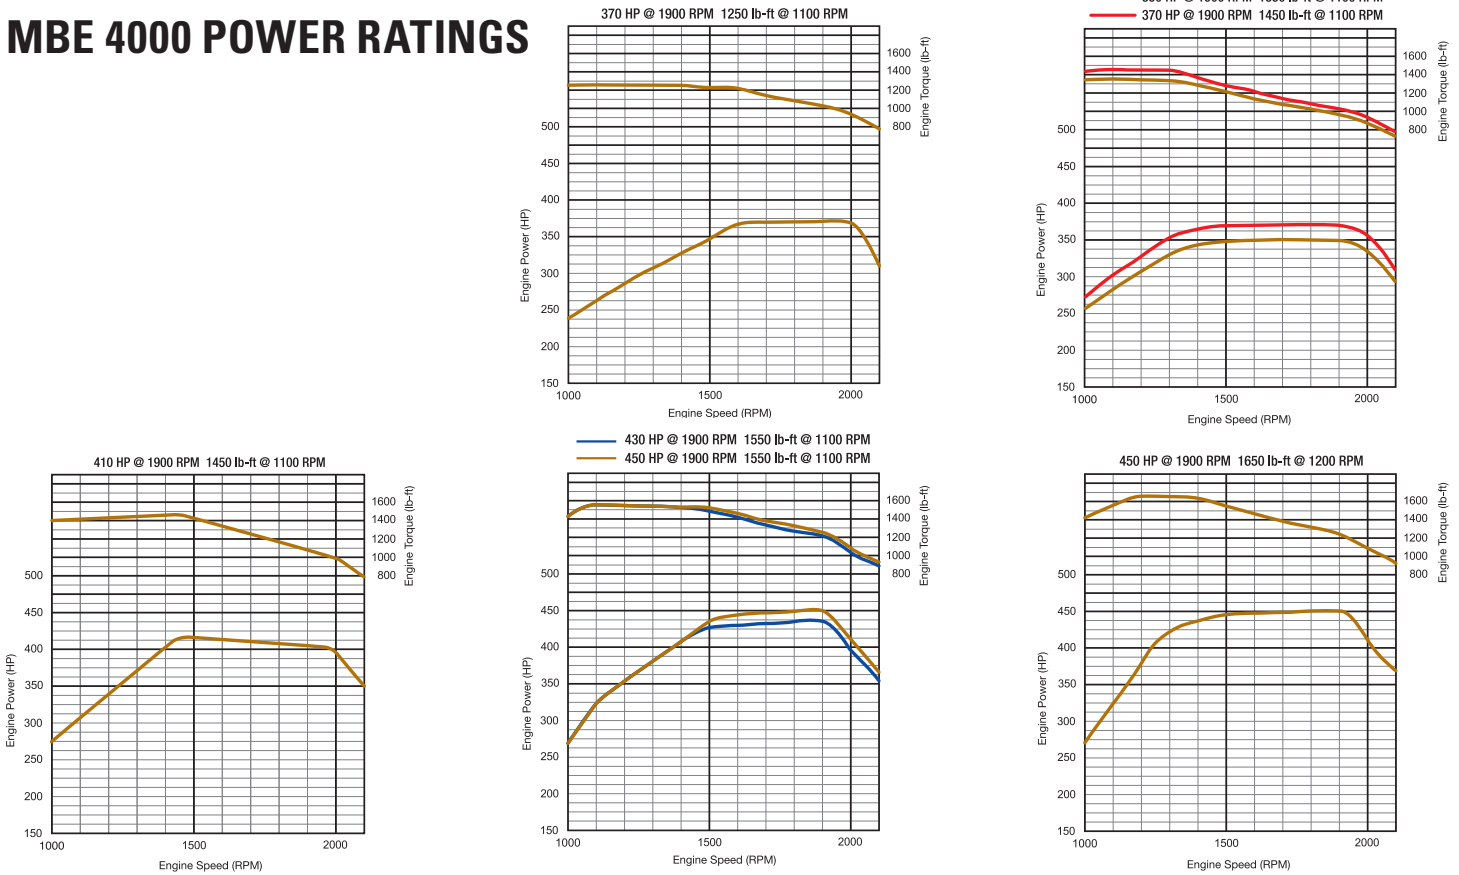 MBE 4000 POWER RATINGS
370 HP @ 1900 RPM 1250 lb-ft @ 1100 RPM
1600
1400
1200
1000
800
Engine Torque (lb-ft)
500
450
400
350
300
250
200
150
Engine Power (HP)
1000 1500 2000
Engine Speed (RPM)
370 HP @ 1900 RPM 1450 lb-ft @ 1100 RPM
1600
1400
1200
1000
800
Engine Torque (lb-ft)
500
450
400
350
300
250
200
150
Engine Power (HP)
1000 1500 2000
Engine Speed (RPM)
410 HP @ 1900 RPM 1450 lb-ft @ 1100 RPM
1600
1400
1200
1000
800
Engine Torque (lb-ft)
500
450
400
350
300
250
200
150
Engine Power (HP)
1000 1500 2000
Engine Speed (RPM)
430 HP @ 1900 RPM 1550 lb-ft @ 1100 RPM
450 HP @ 1900 RPM 1550 lb-ft @ 1100 RPM
1600
1400
1200
1000
800
Engine Torque (lb-ft)
500
450
400
350
300
250
200
150
Engine Power (HP)
1000 1500 2000
Engine Speed (RPM)
450 HP @ 1900 RPM 1650 lb-ft @ 1200 RPM
1600
1400
1200
1000
800
Engine Torque (lb-ft)
500
450
400
350
300
250
200
150
Engine Power (HP)
1000 1500 2000
Engine Speed (RPM)